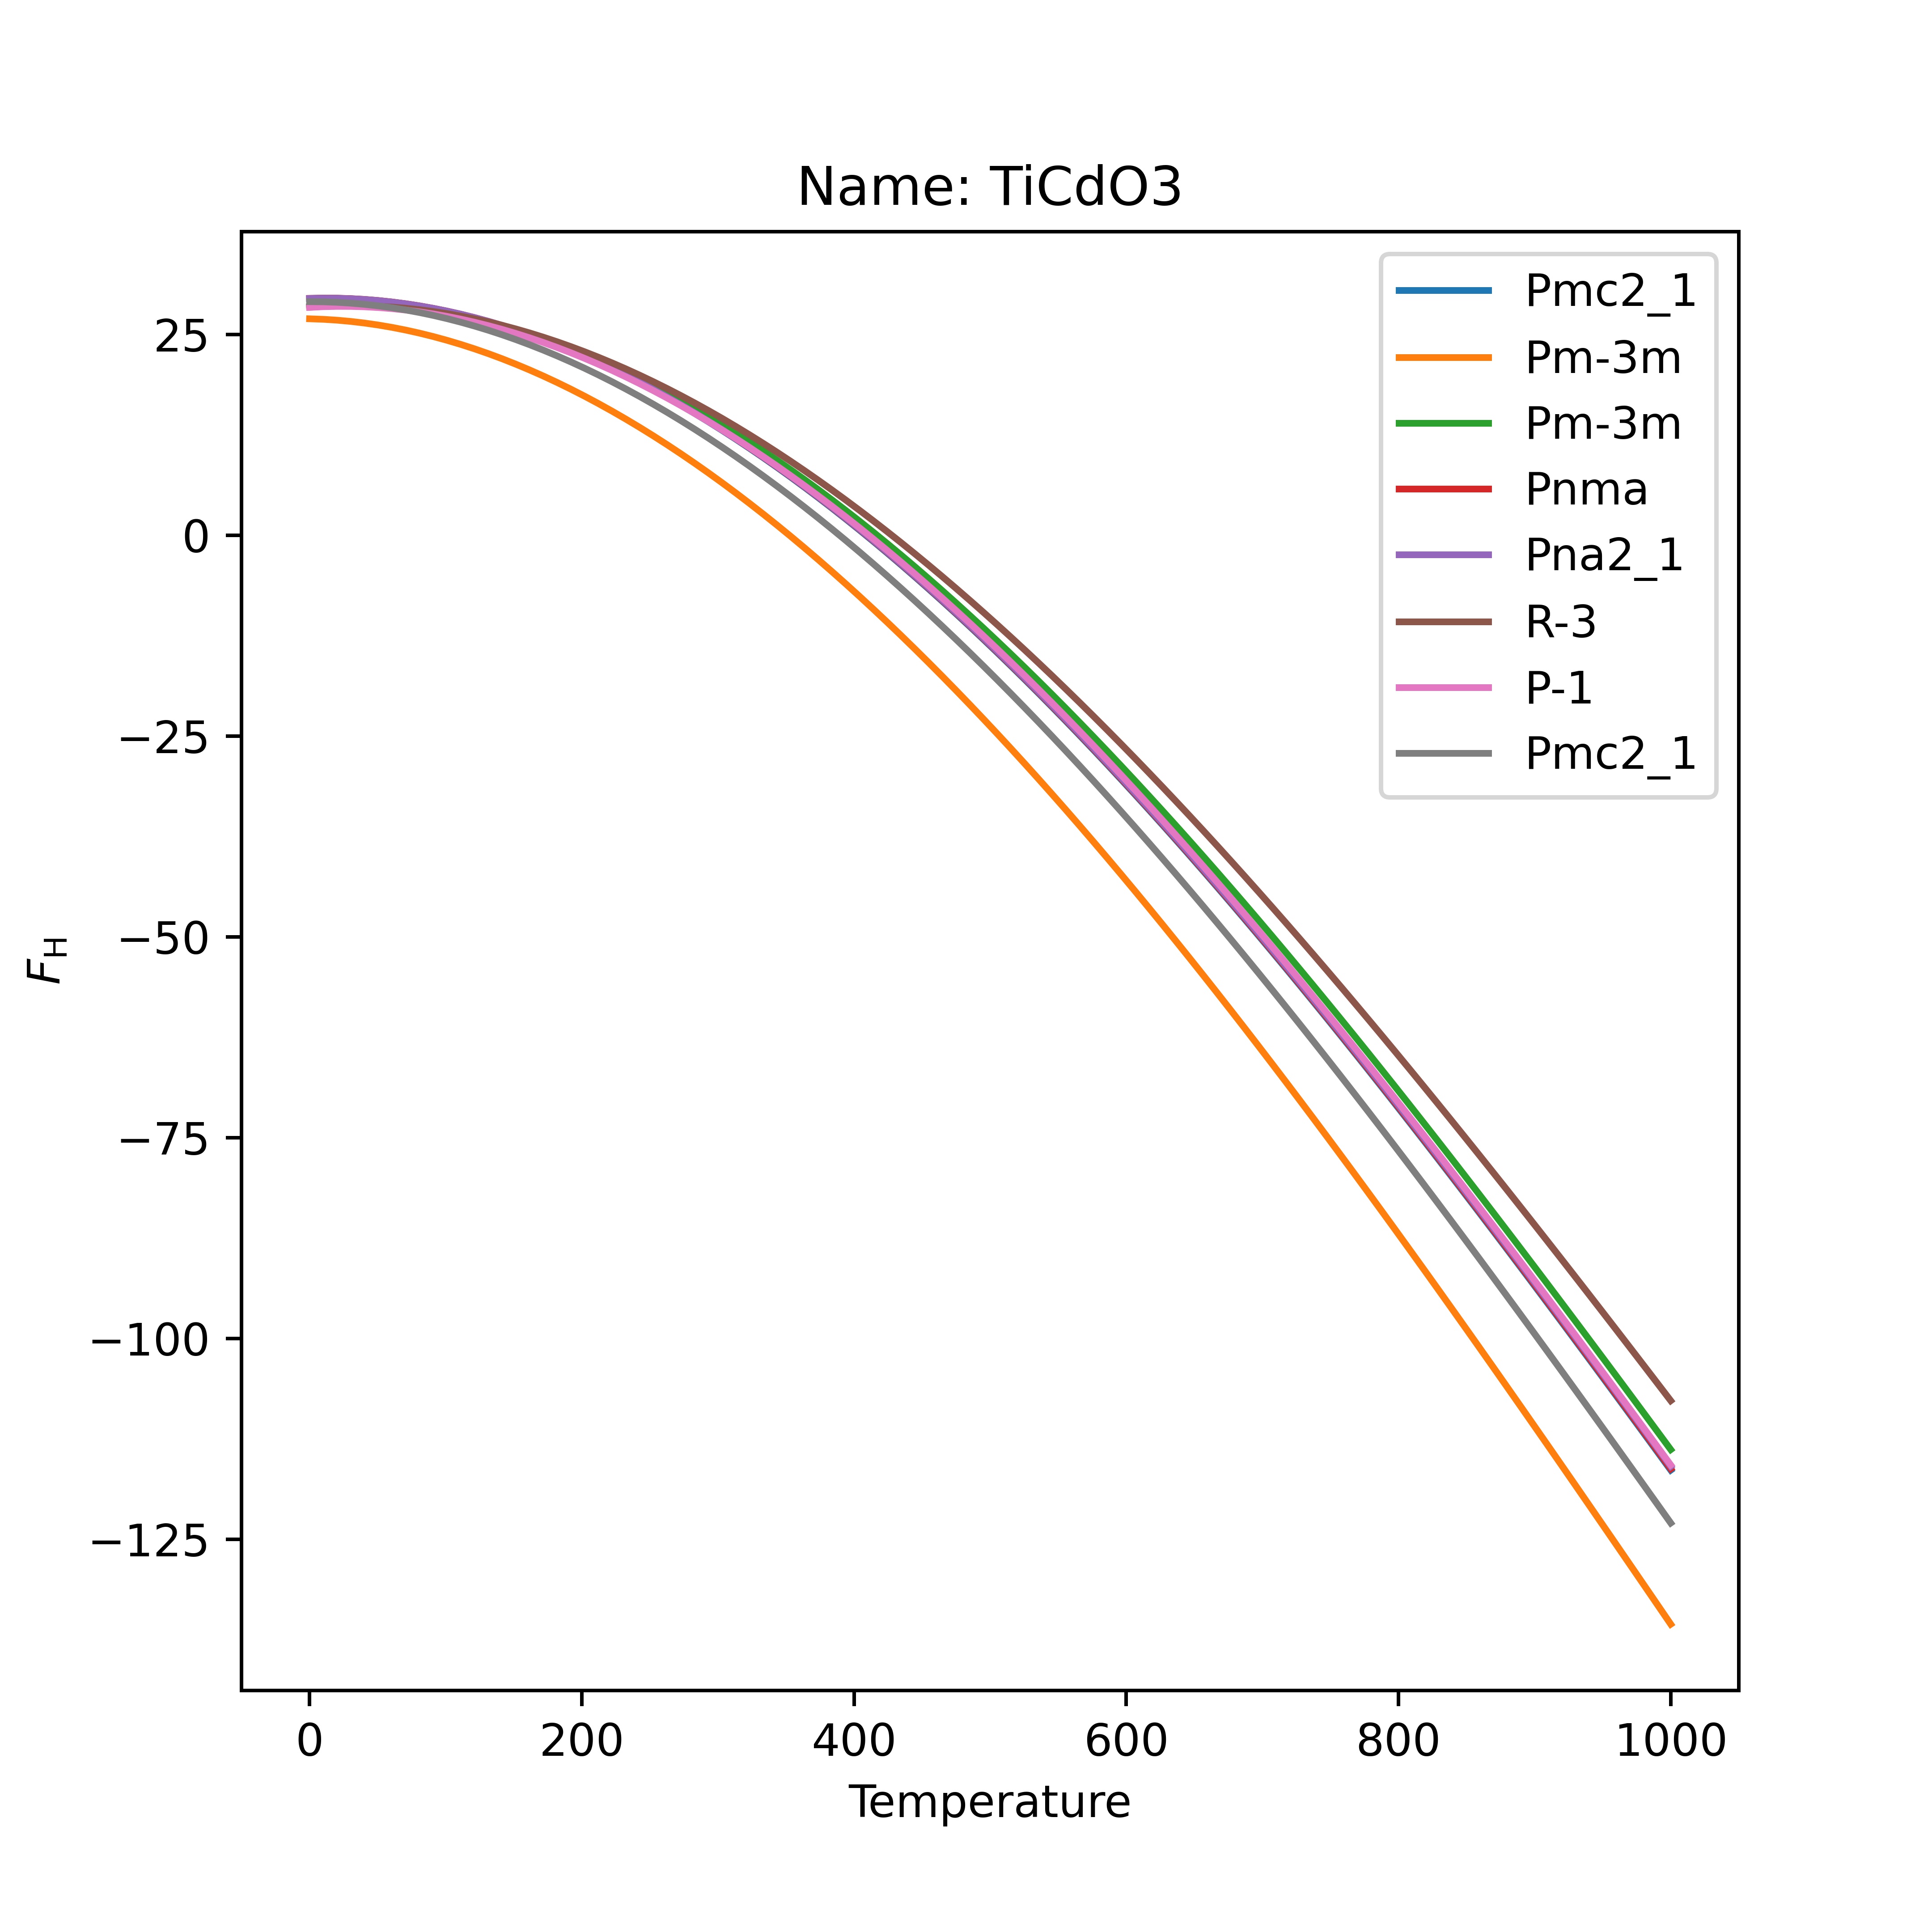 Name: TiCdO3
Pmc2_1
Pm-3m
Pm-3m
Pnma
Pna2_1
R-3
P-1
Pmc2_1
25
0
−25
−50
−75
−100
−125
F_H
0 200 400 600 800 1000
Temperature